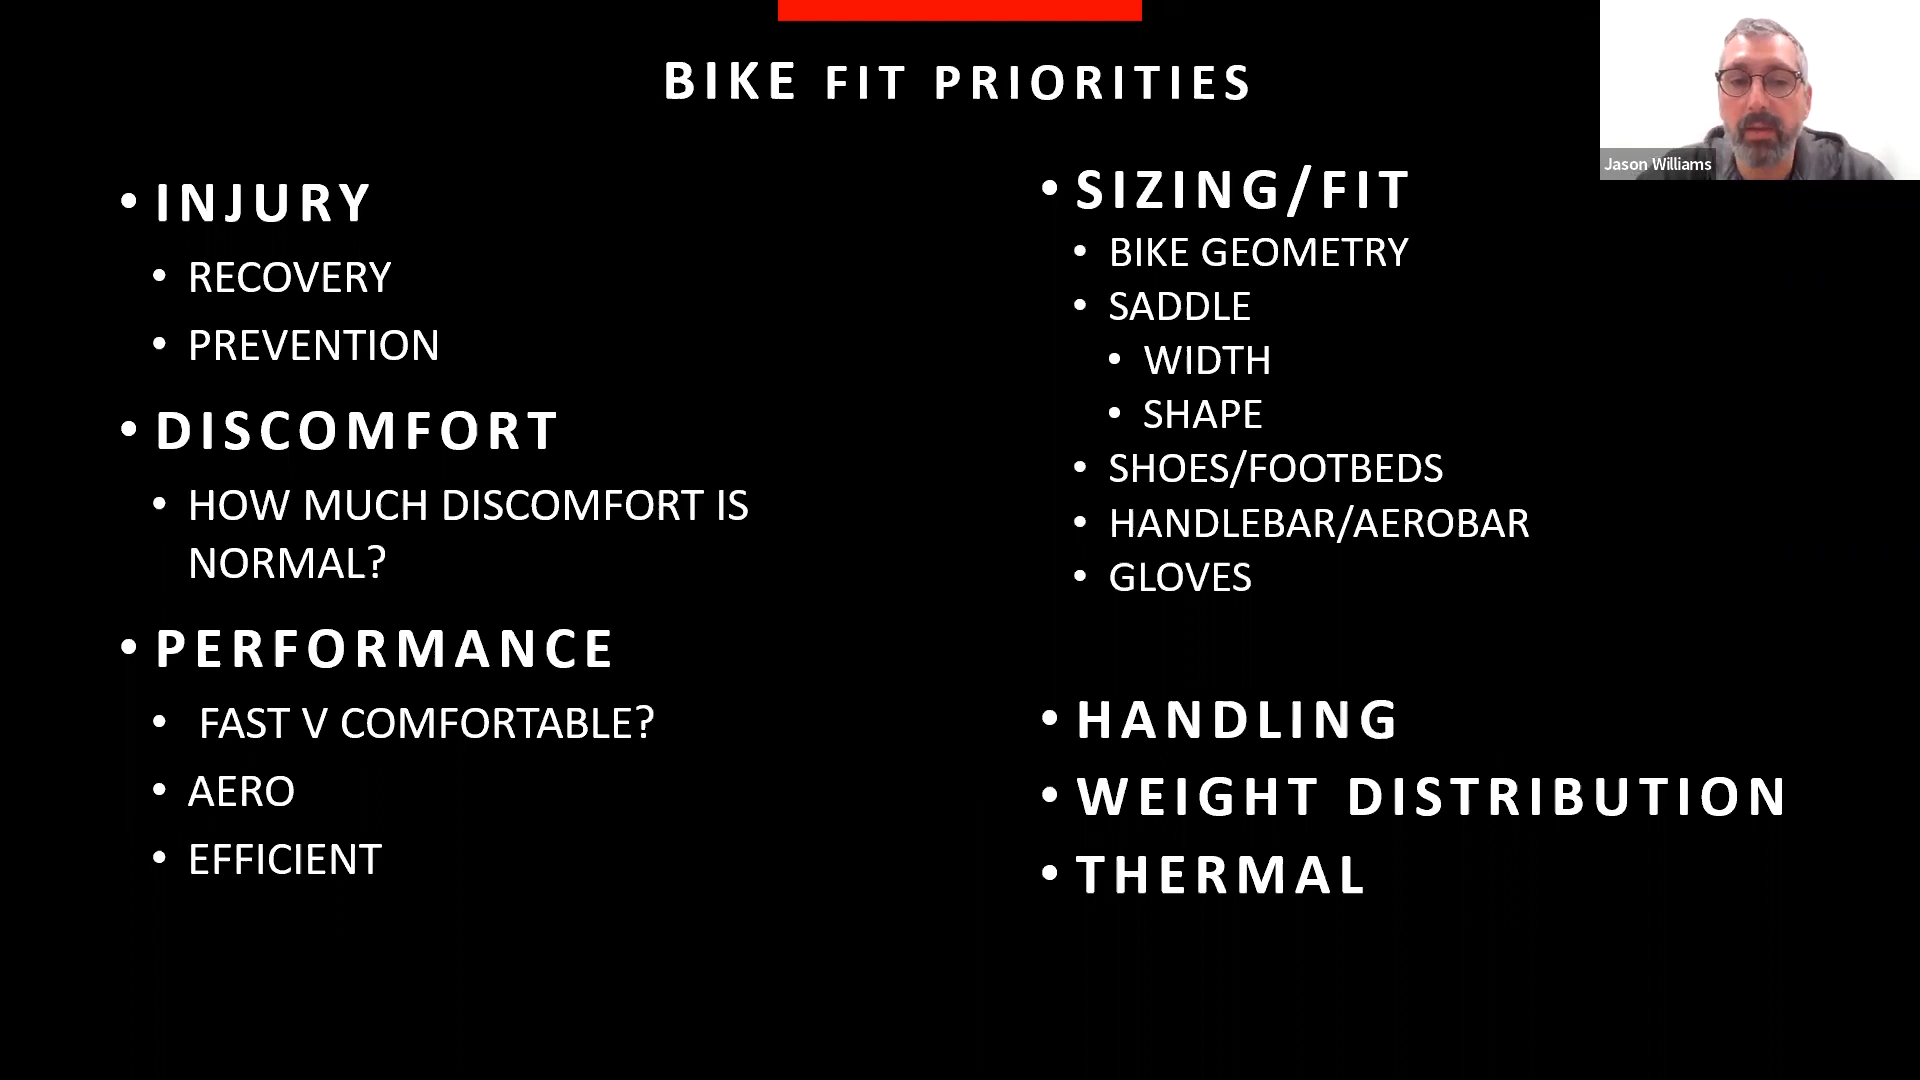 BIKE FIT PRIORITIES
• INJURY
• RECOVERY
• PREVENTION
• DISCOMFORT
• HOW MUCH DISCOMFORT IS
NORMAL?
• PERFORMANCE
• FAST V COMFORTABLE?
• AERO
• EFFICIENT
• SIZING/FIT
• BIKE GEOMETRY
• SADDLE
• WIDTH
• SHAPE
• SHOES/FOOTBEDS
• HANDLEBAR/AEROBAR
• GLOVES
• HANDLING
• WEIGHT DISTRIBUTION
• THERMAL
Jason Williams